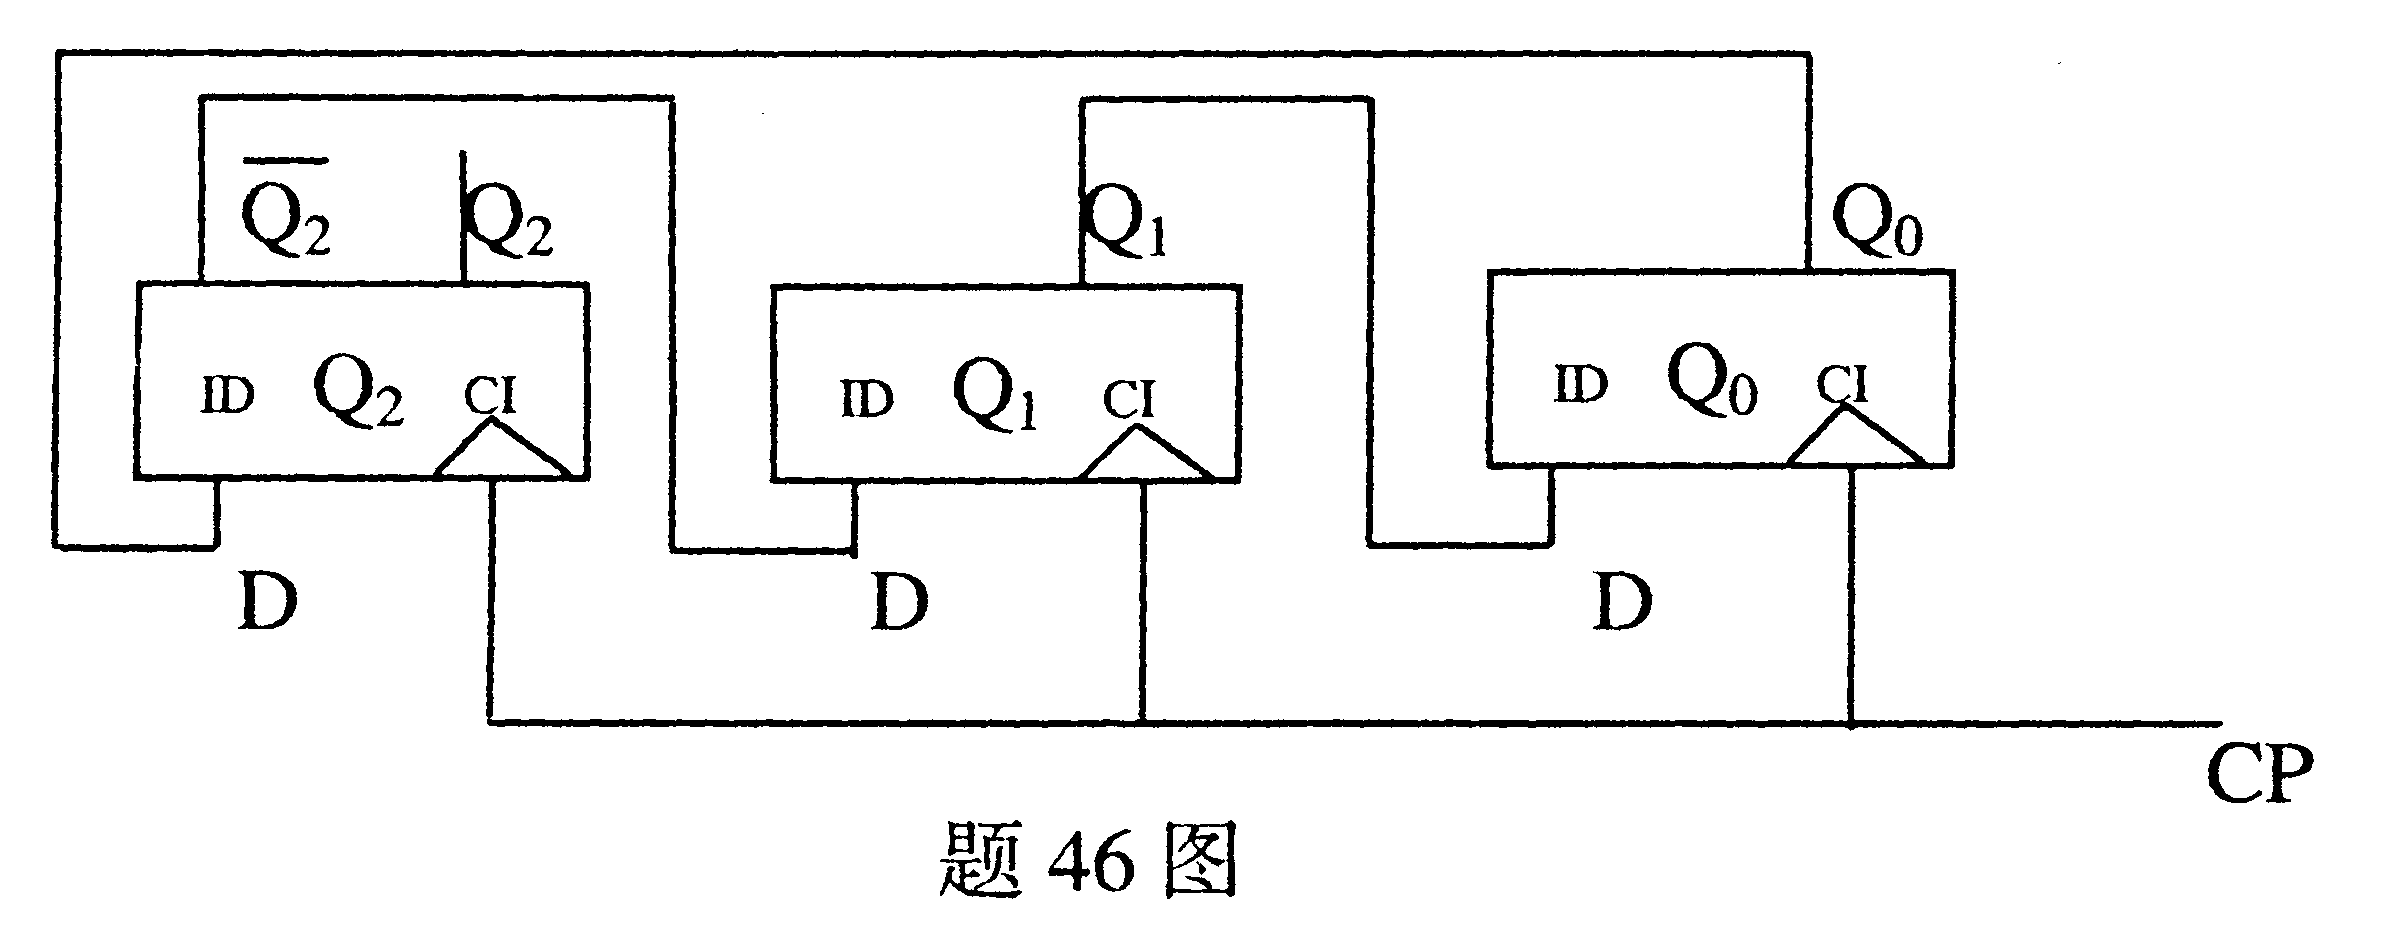 Q̅₂ Q₂ Q₁ Q₀
ID Q₂ CI ID Q₁ CI ID Q₀ CI
D D D
CP
题 46 图